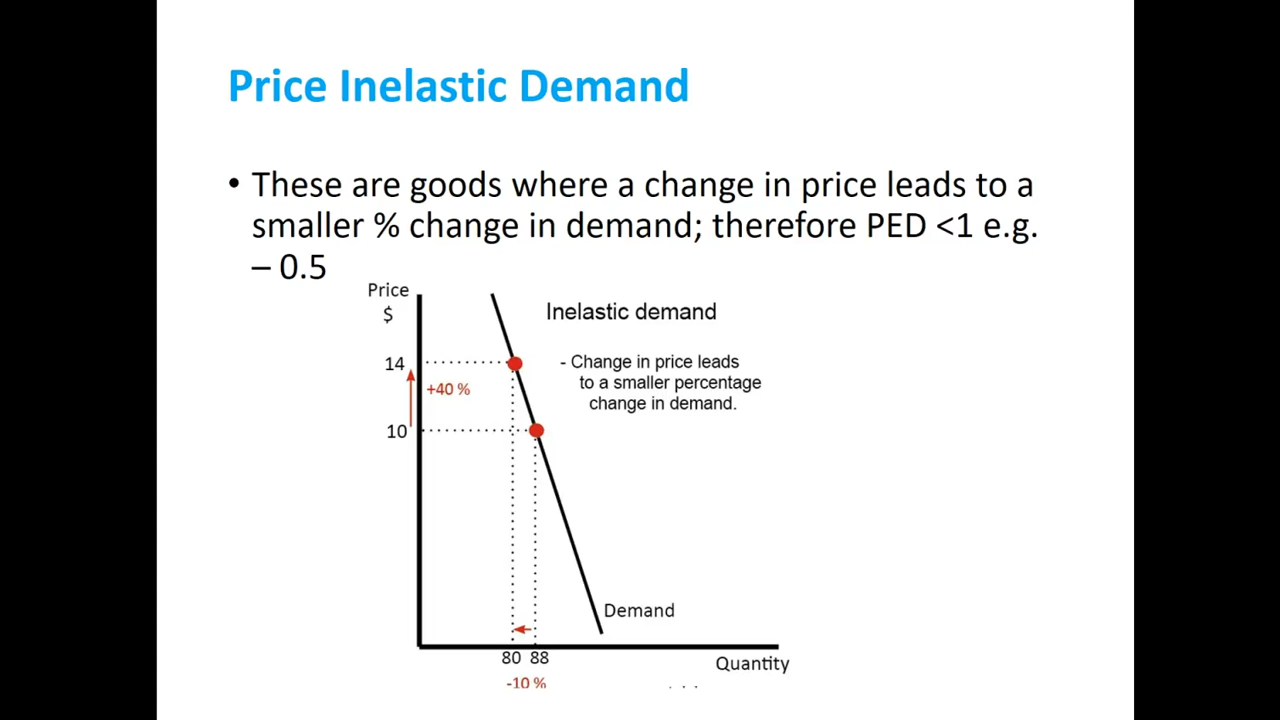 Price Inelastic Demand
• These are goods where a change in price leads to a
smaller % change in demand; therefore PED <1 e.g.
– 0.5
Price
$
Inelastic demand
14
+40 %
- Change in price leads
to a smaller percentage
change in demand.
10
Demand
80 88
Quantity
-10 %